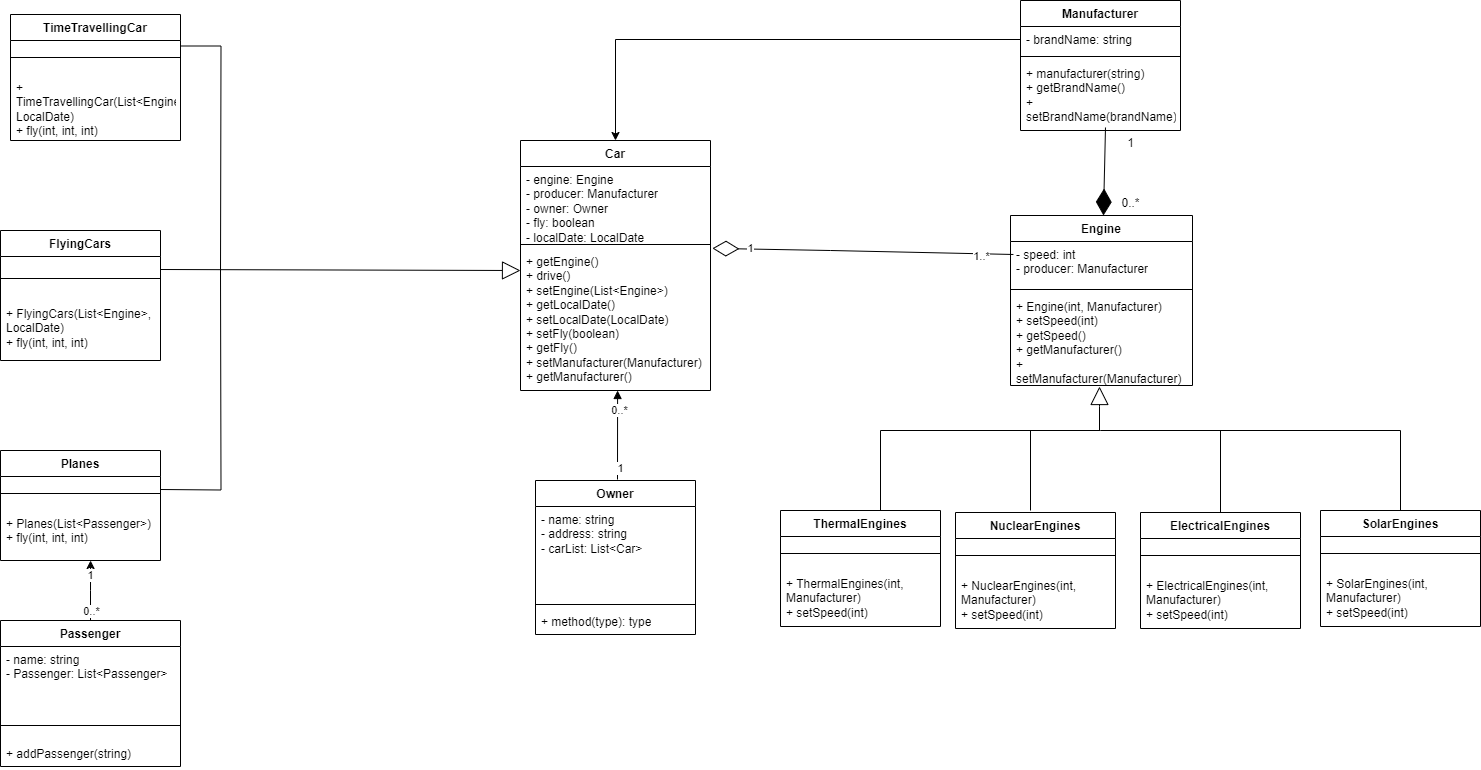 TimeTravellingCar
+
TimeTravellingCar(List<Engine
LocalDate)
+ fly(int, int, int)
FlyingCars
+ FlyingCars(List<Engine>,
LocalDate)
+ fly(int, int, int)
Planes
+ Planes(List<Passenger>)
+ fly(int, int, int)
1
0..*
Passenger
- name: string
- Passenger: List<Passenger>
+ addPassenger(string)
Car
- engine: Engine
- producer: Manufacturer
- owner: Owner
- fly: boolean
- localDate: LocalDate
+ getEngine()
+ drive()
+ setEngine(List<Engine>)
+ getLocalDate()
+ setLocalDate(LocalDate)
+ setFly(boolean)
+ getFly()
+ setManufacturer(Manufacturer)
+ getManufacturer()
0..*
1
Owner
- name: string
- address: string
- carList: List<Car>
+ method(type): type
Manufacturer
- brandName: string
+ manufacturer(string)
+ getBrandName()
+
setBrandName(brandName)
1
0..*
1
1..*
Engine
- speed: int
- producer: Manufacturer
+ Engine(int, Manufacturer)
+ setSpeed(int)
+ getSpeed()
+ getManufacturer()
+
setManufacturer(Manufacturer)
ThermalEngines
+ ThermalEngines(int,
Manufacturer)
+ setSpeed(int)
NuclearEngines
+ NuclearEngines(int,
Manufacturer)
+ setSpeed(int)
ElectricalEngines
+ ElectricalEngines(int,
Manufacturer)
+ setSpeed(int)
SolarEngines
+ SolarEngines(int,
Manufacturer)
+ setSpeed(int)